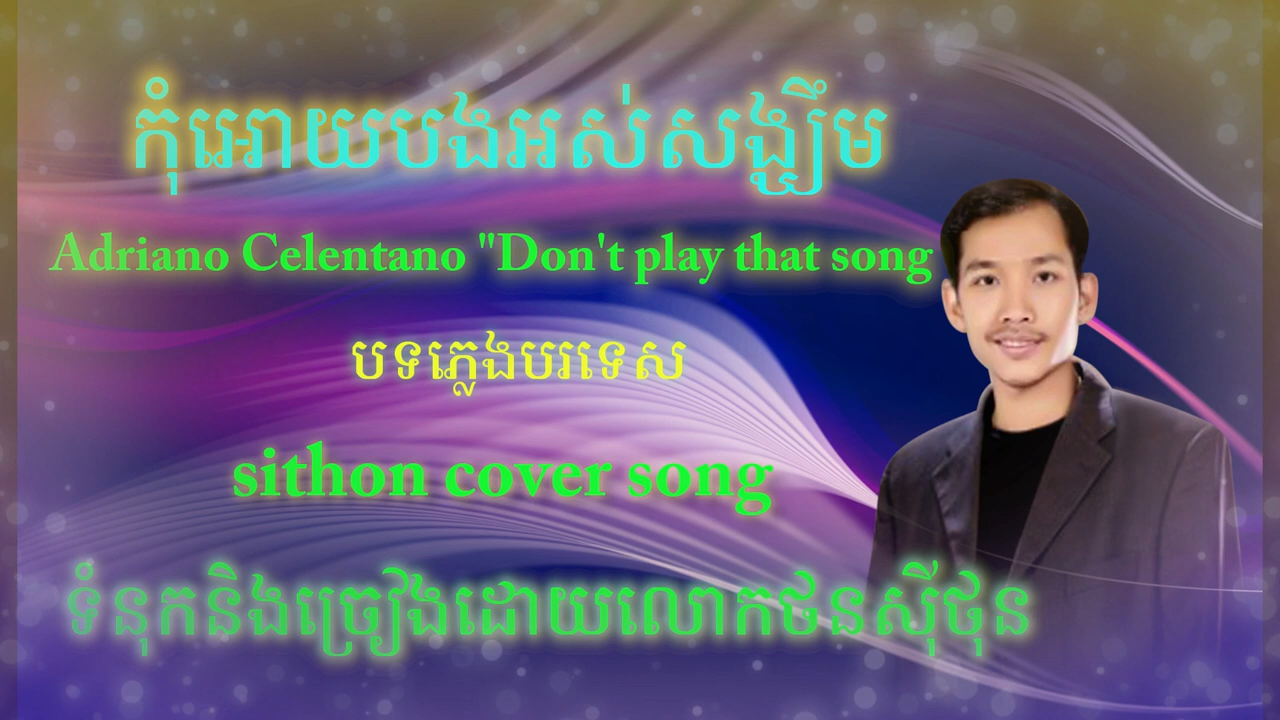 កុំអោយបងអស់សង្ឃឹម
Adriano Celentano "Don't play that song
បទភ្លេងបរទេស
sithon cover song
ទំនុកនិងច្រៀងដោយលោកថនស៊ីថុន